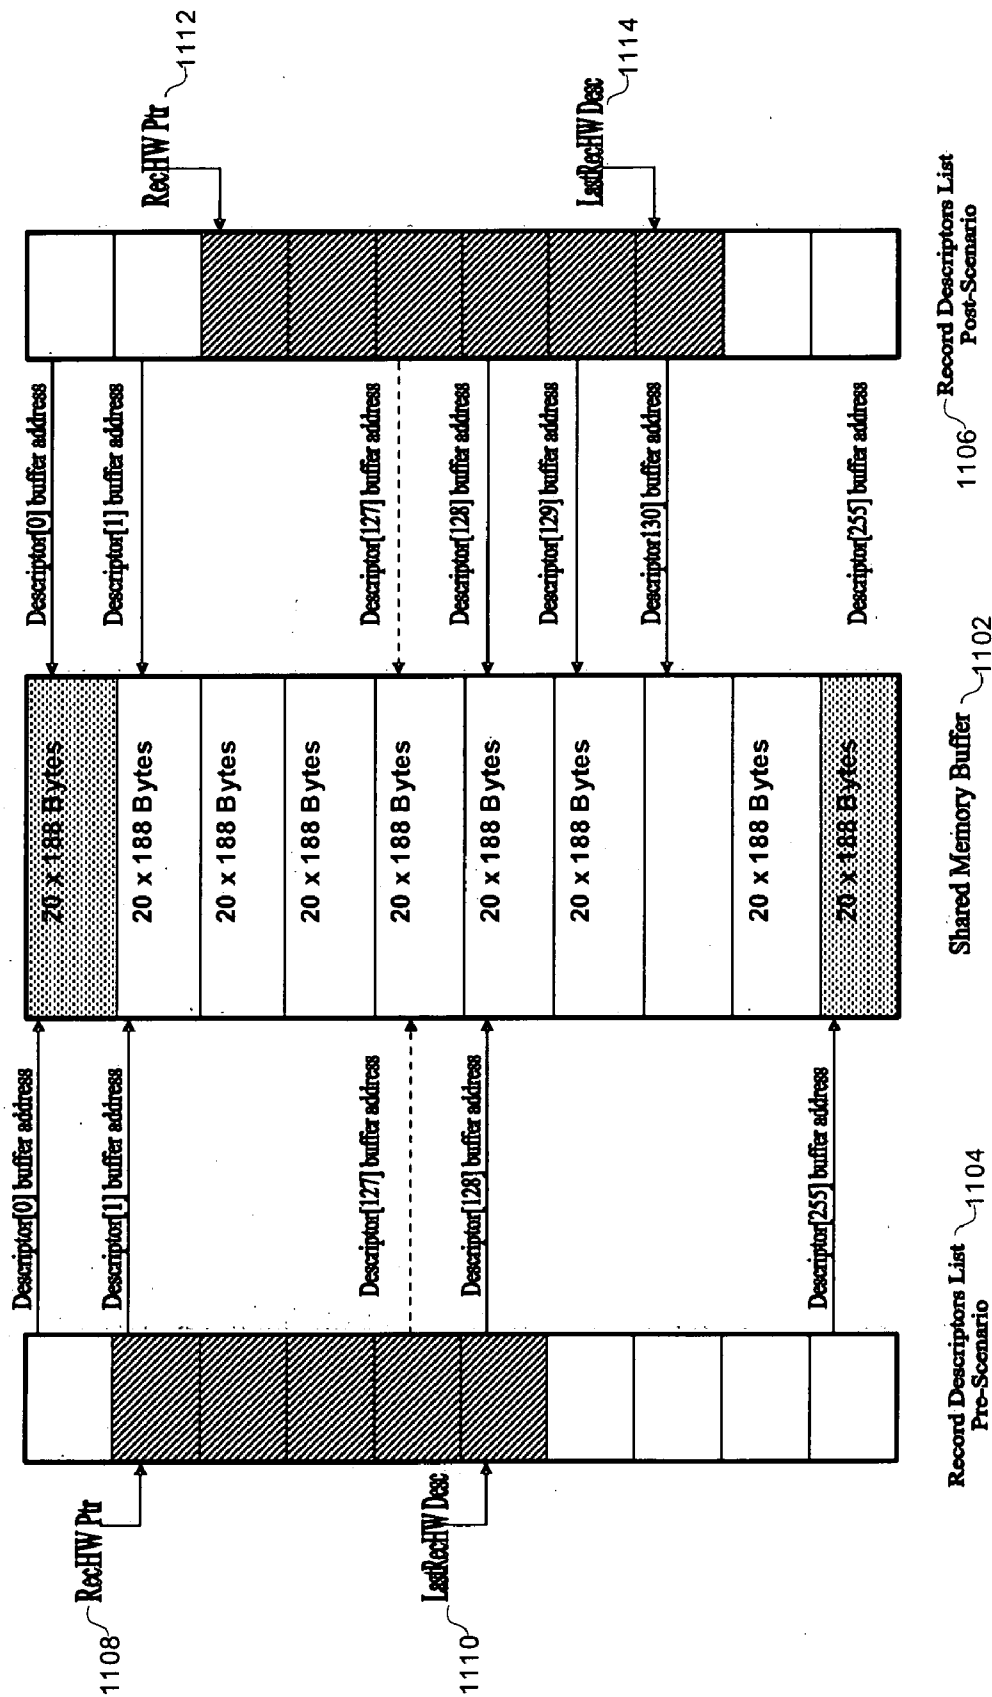 1112
RecHW Ptr
1114
LastRecHW Desc
1106
Record Descriptors List
Post-Scenario
Descriptor[0] buffer address
Descriptor[1] buffer address
Descriptor[127] buffer address
Descriptor[128] buffer address
Descriptor[129] buffer address
Descriptor130] buffer address
Descriptor[255] buffer address
20 x 188 Bytes
20 x 188 Bytes
20 x 188 Bytes
20 x 188 Bytes
20 x 188 Bytes
20 x 188 Bytes
20 x 188 Bytes
20 x 188 Bytes
20 x 188 Bytes
Shared Memory Buffer
1102
Descriptor[0] buffer address
Descriptor[1] buffer address
Descriptor[127] buffer address
Descriptor[128] buffer address
Descriptor[255] buffer address
Record Descriptors List
Pre-Scenario
1104
RecHW Ptr
1108
LastRecHW Desc
1110